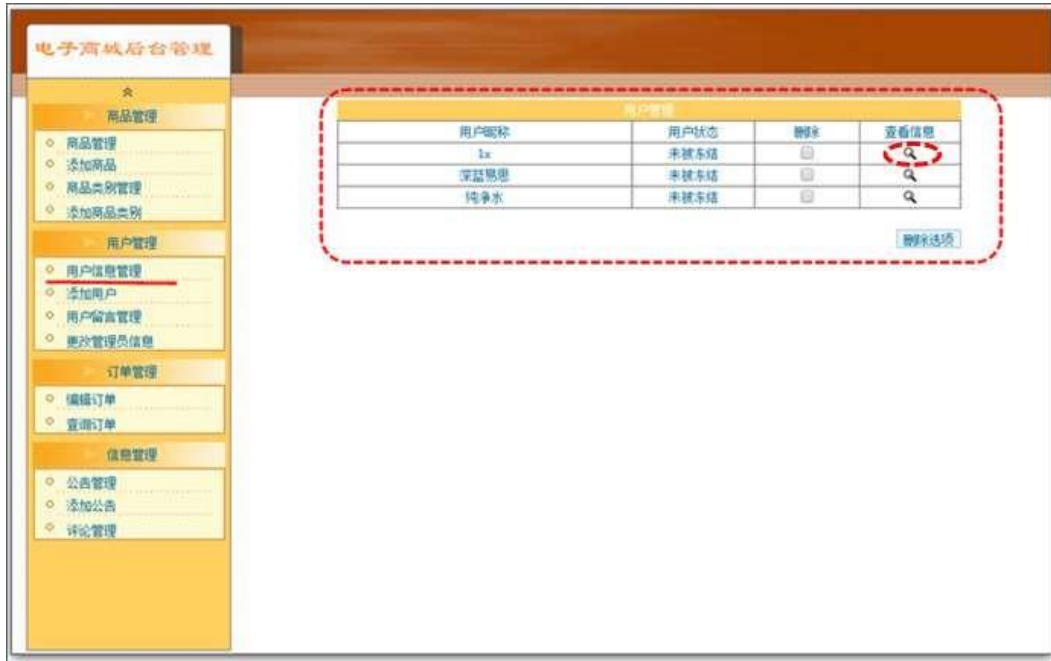 电子商城后台管理
商品管理
商品管理
添加商品
商品类别管理
添加商品类别
用户管理
用户信息管理
添加用户
用户留言管理
更改管理员信息
订单管理
编辑订单
查询订单
信息管理
公告管理
添加公告
评论管理
用户管理
用户昵称 用户状态 删除 查看信息
lx 未被冻结
深蓝易思 未被冻结
纯净水 未被冻结
删除选项